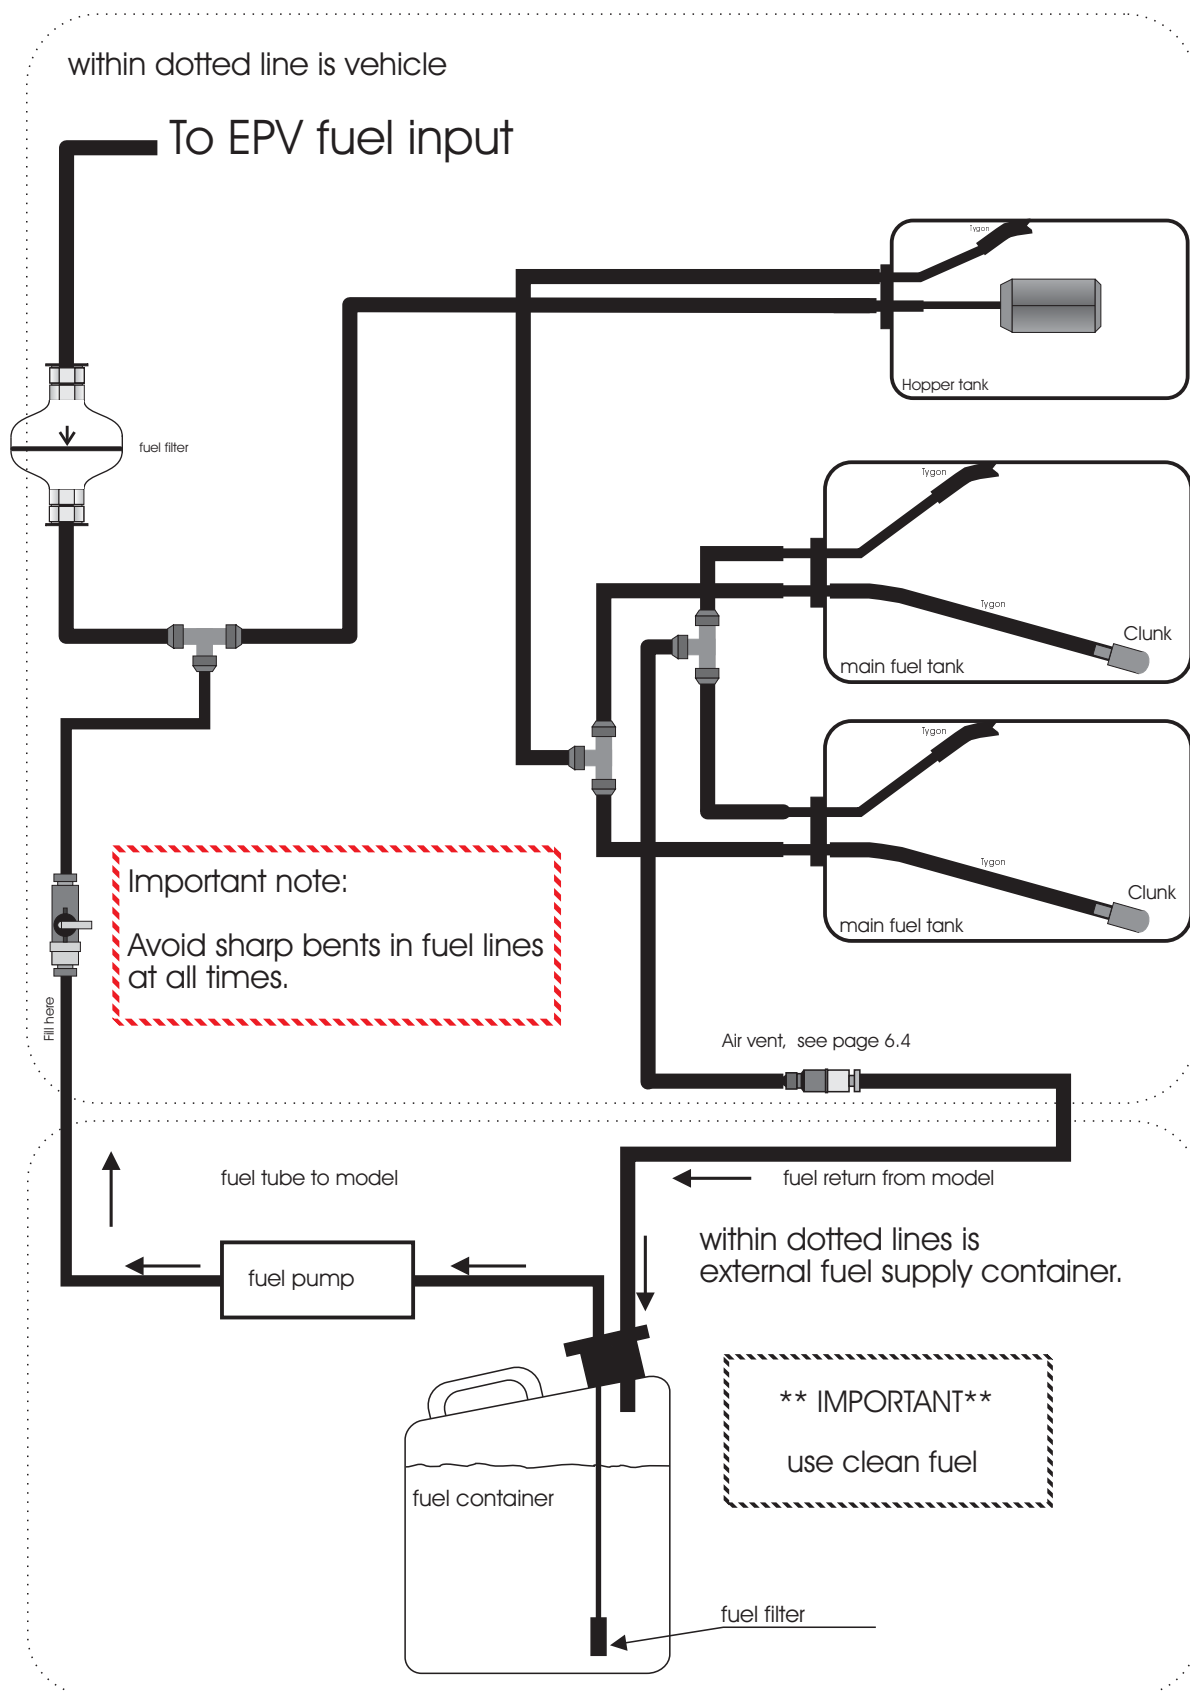 within dotted line is vehicle
To EPV fuel input
Tygon
Hopper tank
fuel filter
Tygon
Tygon
Clunk
main fuel tank
Tygon
Tygon
Clunk
main fuel tank
Important note:
Avoid sharp bents in fuel lines
at all times.
Fill here
Air vent, see page 6.4
fuel tube to model
fuel return from model
within dotted lines is
external fuel supply container.
fuel pump
** IMPORTANT**
use clean fuel
fuel container
fuel filter